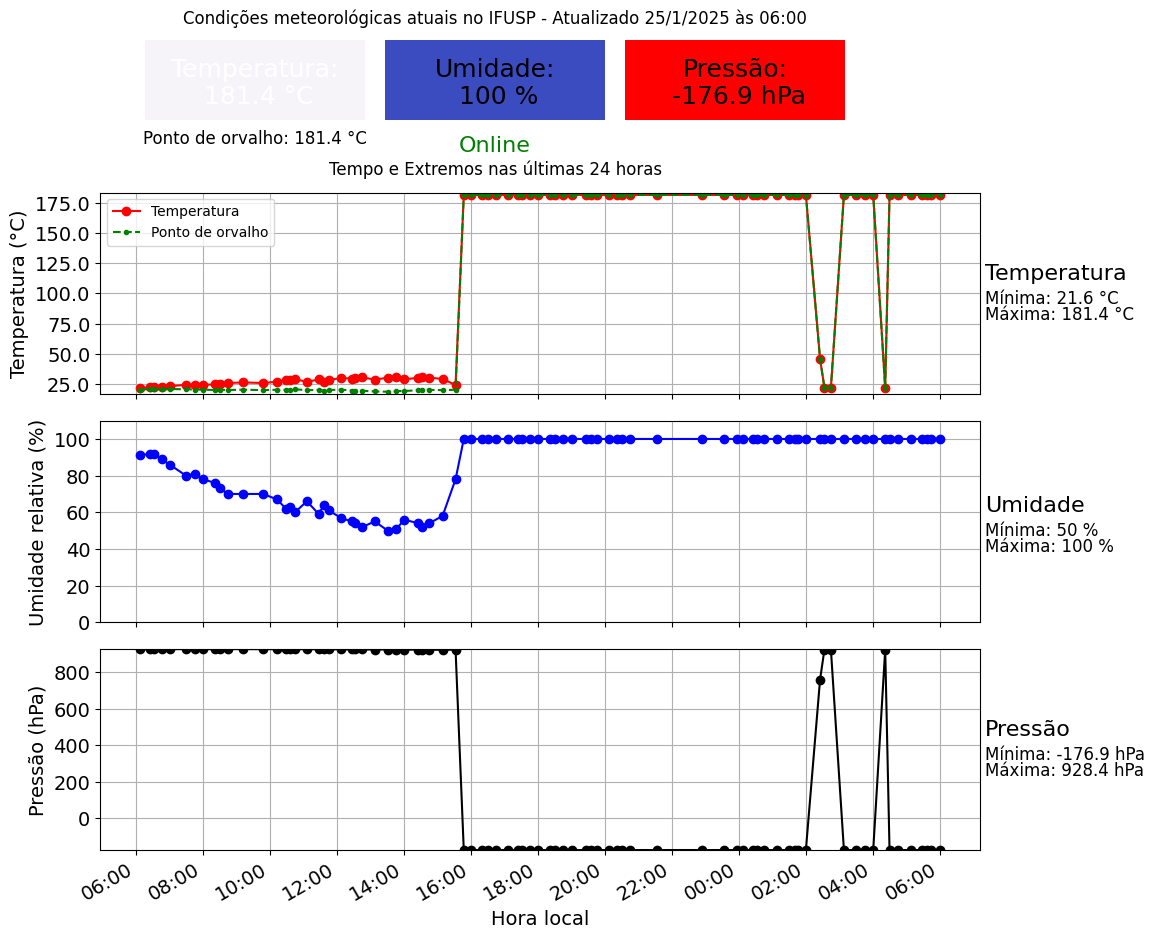 Condições meteorológicas atuais no IFUSP - Atualizado 25/1/2025 às 06:00
Temperatura:
181.4 °C
Umidade:
100 %
Pressão:
-176.9 hPa
Ponto de orvalho: 181.4 °C
Online
Tempo e Extremos nas últimas 24 horas
Temperatura (°C)
175.0
150.0
125.0
100.0
75.0
50.0
25.0
Temperatura
Ponto de orvalho
Temperatura
Mínima: 21.6 °C
Máxima: 181.4 °C
Umidade relativa (%)
100
80
60
40
20
0
Umidade
Mínima: 50 %
Máxima: 100 %
Pressão (hPa)
800
600
400
200
0
Pressão
Mínima: -176.9 hPa
Máxima: 928.4 hPa
06:00 08:00 10:00 12:00 14:00 16:00 18:00 20:00 22:00 00:00 02:00 04:00 06:00
Hora local